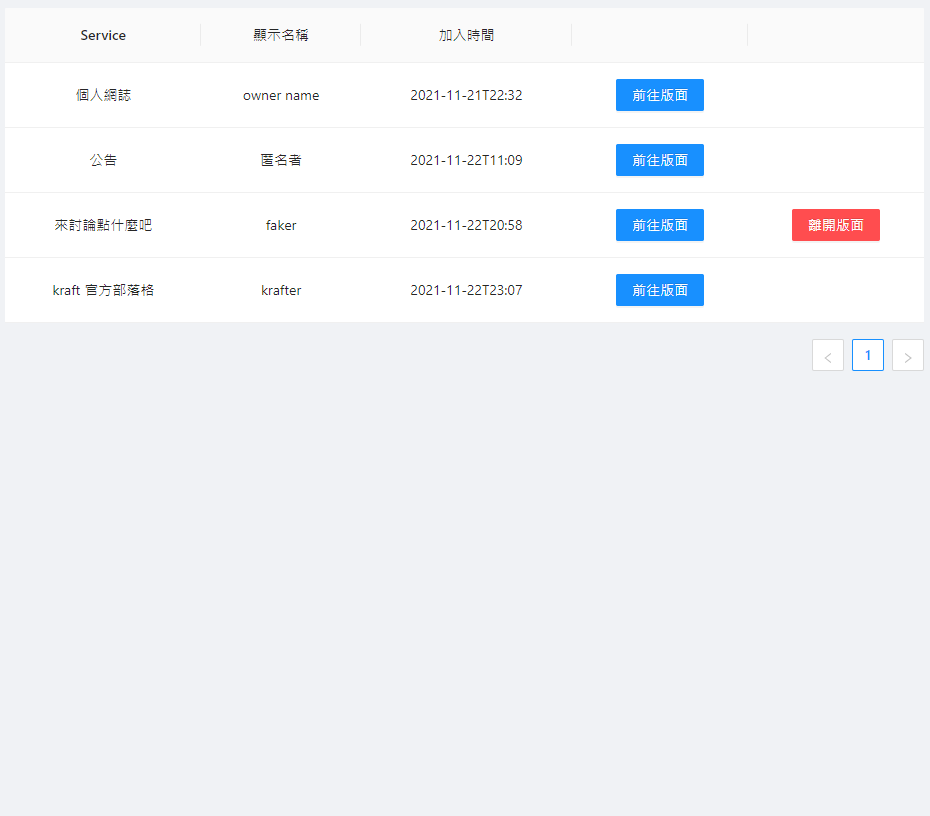 Service 顯示名稱 加入時間
個人網誌 owner name 2021-11-21T22:32 前往版面
公告 匿名者 2021-11-22T11:09 前往版面
來討論點什麼吧 faker 2021-11-22T20:58 前往版面 離開版面
kraft 官方部落格 krafter 2021-11-22T23:07 前往版面
< 1 >